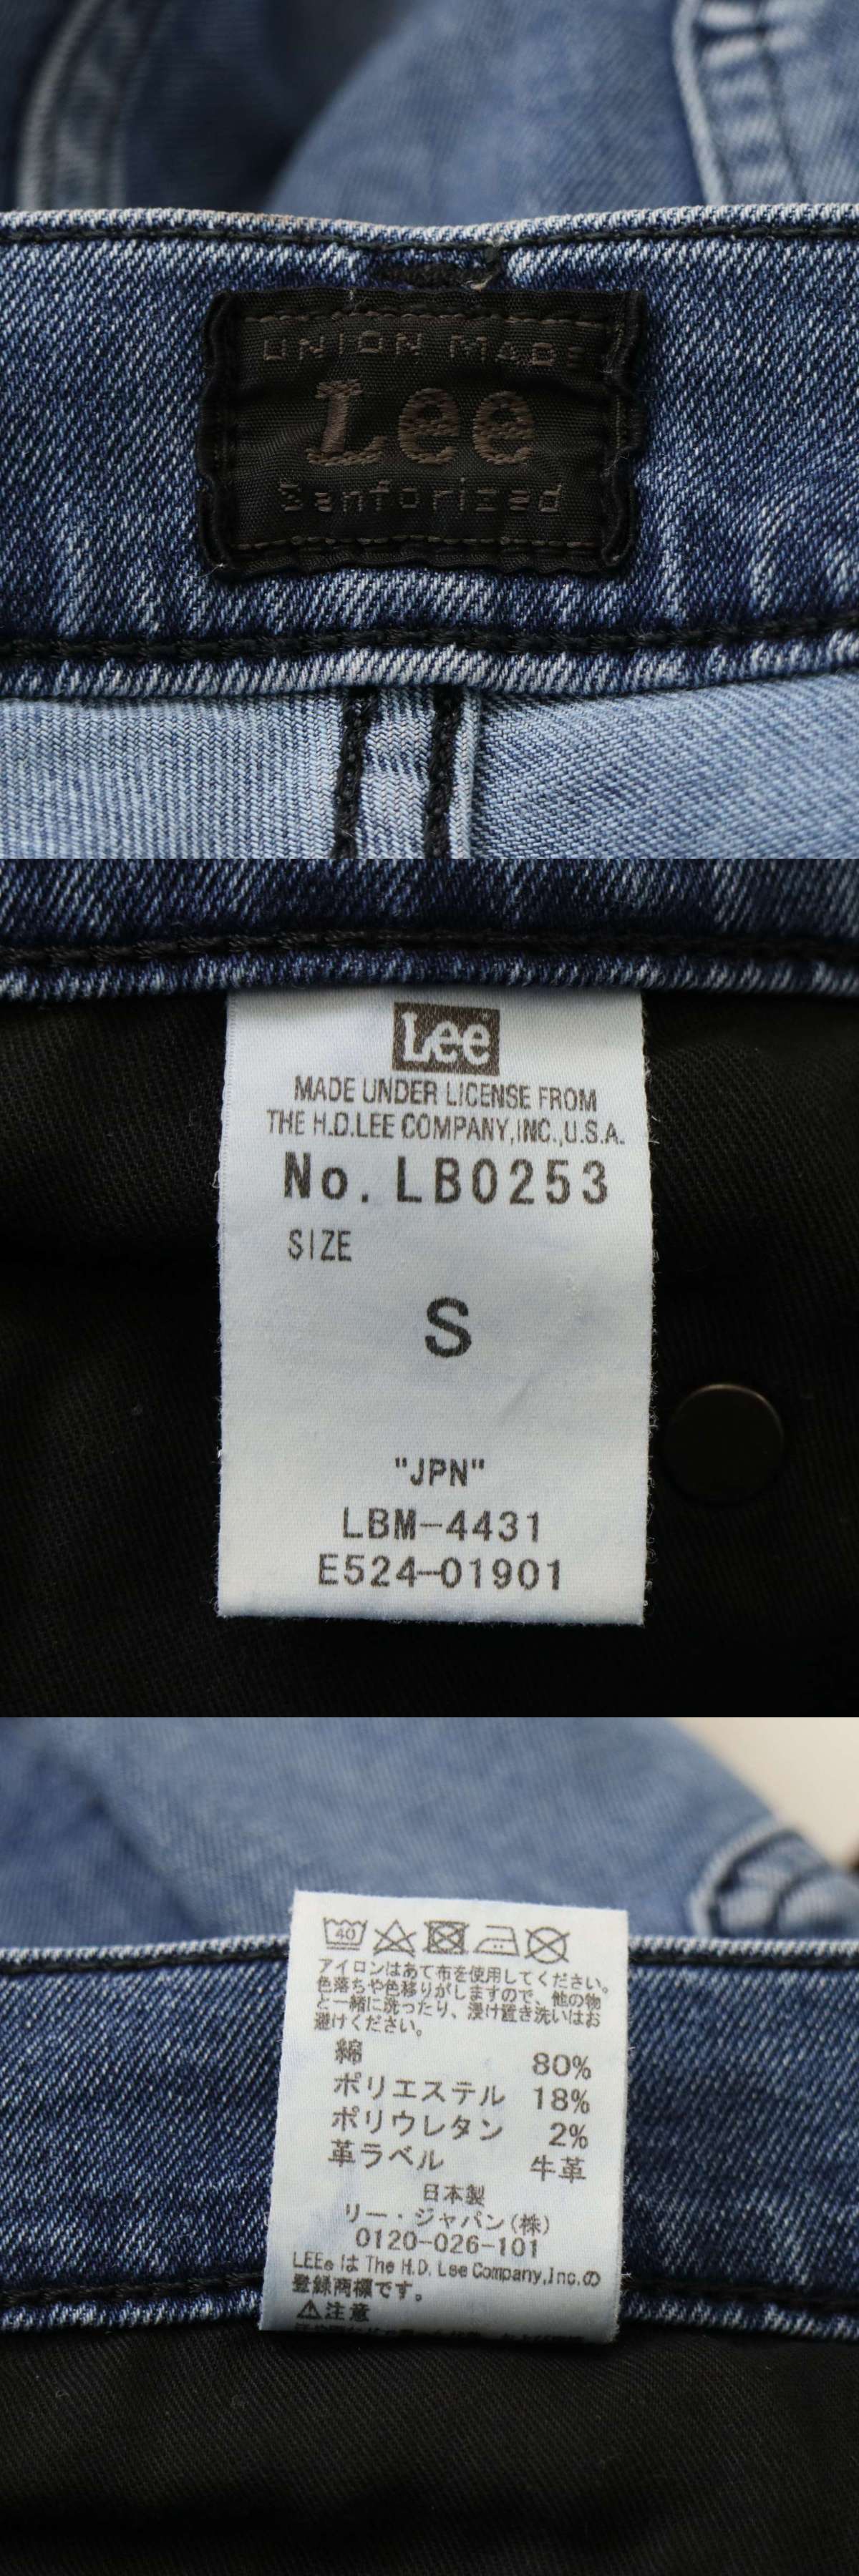 UNION MADE
Lee
Sanforized
Lee
MADE UNDER LICENSE FROM
THE H.D.LEE COMPANY,INC.,U.S.A.
No. LB0253
SIZE
S
"JPN"
LBM-4431
E524-01901
40
アイロンはあて布を使用してください。
色落ちや色移りがしますので、他の物
と一緒に洗ったり、浸け置き洗いはお
避けください。
綿 80%
ポリエステル 18%
ポリウレタン 2%
革ラベル 牛革
日本製
リー・ジャパン(株)
0120-026-101
LEE® は The H.D. Lee Company,Inc.の
登録商標です。
⚠注意